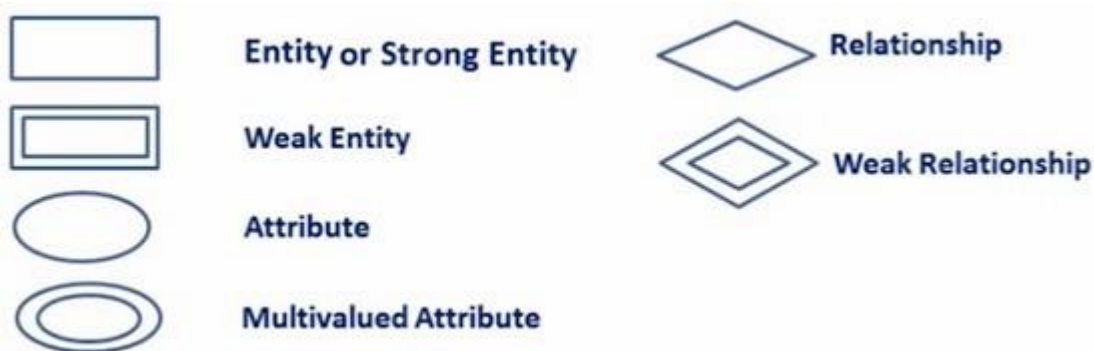 Entity or Strong Entity
Relationship
Weak Entity
Weak Relationship
Attribute
Multivalued Attribute